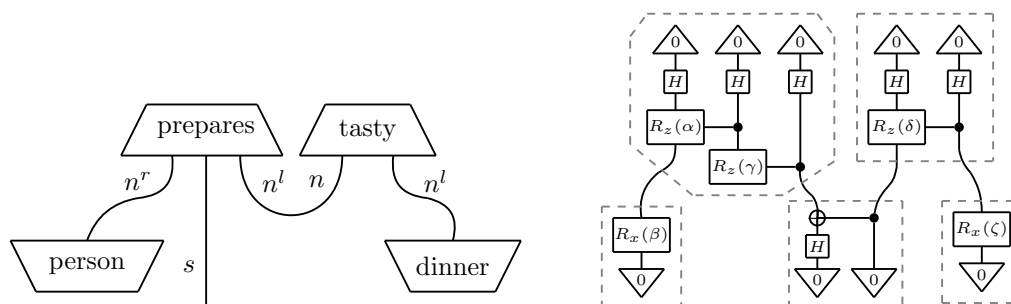 prepares tasty
n^r n^l n n^l
person s dinner
0 0 0 0 0
H H H H H
R_z(α) R_z(δ)
R_z(γ)
R_x(β) R_x(ζ)
H
0 0 0 0